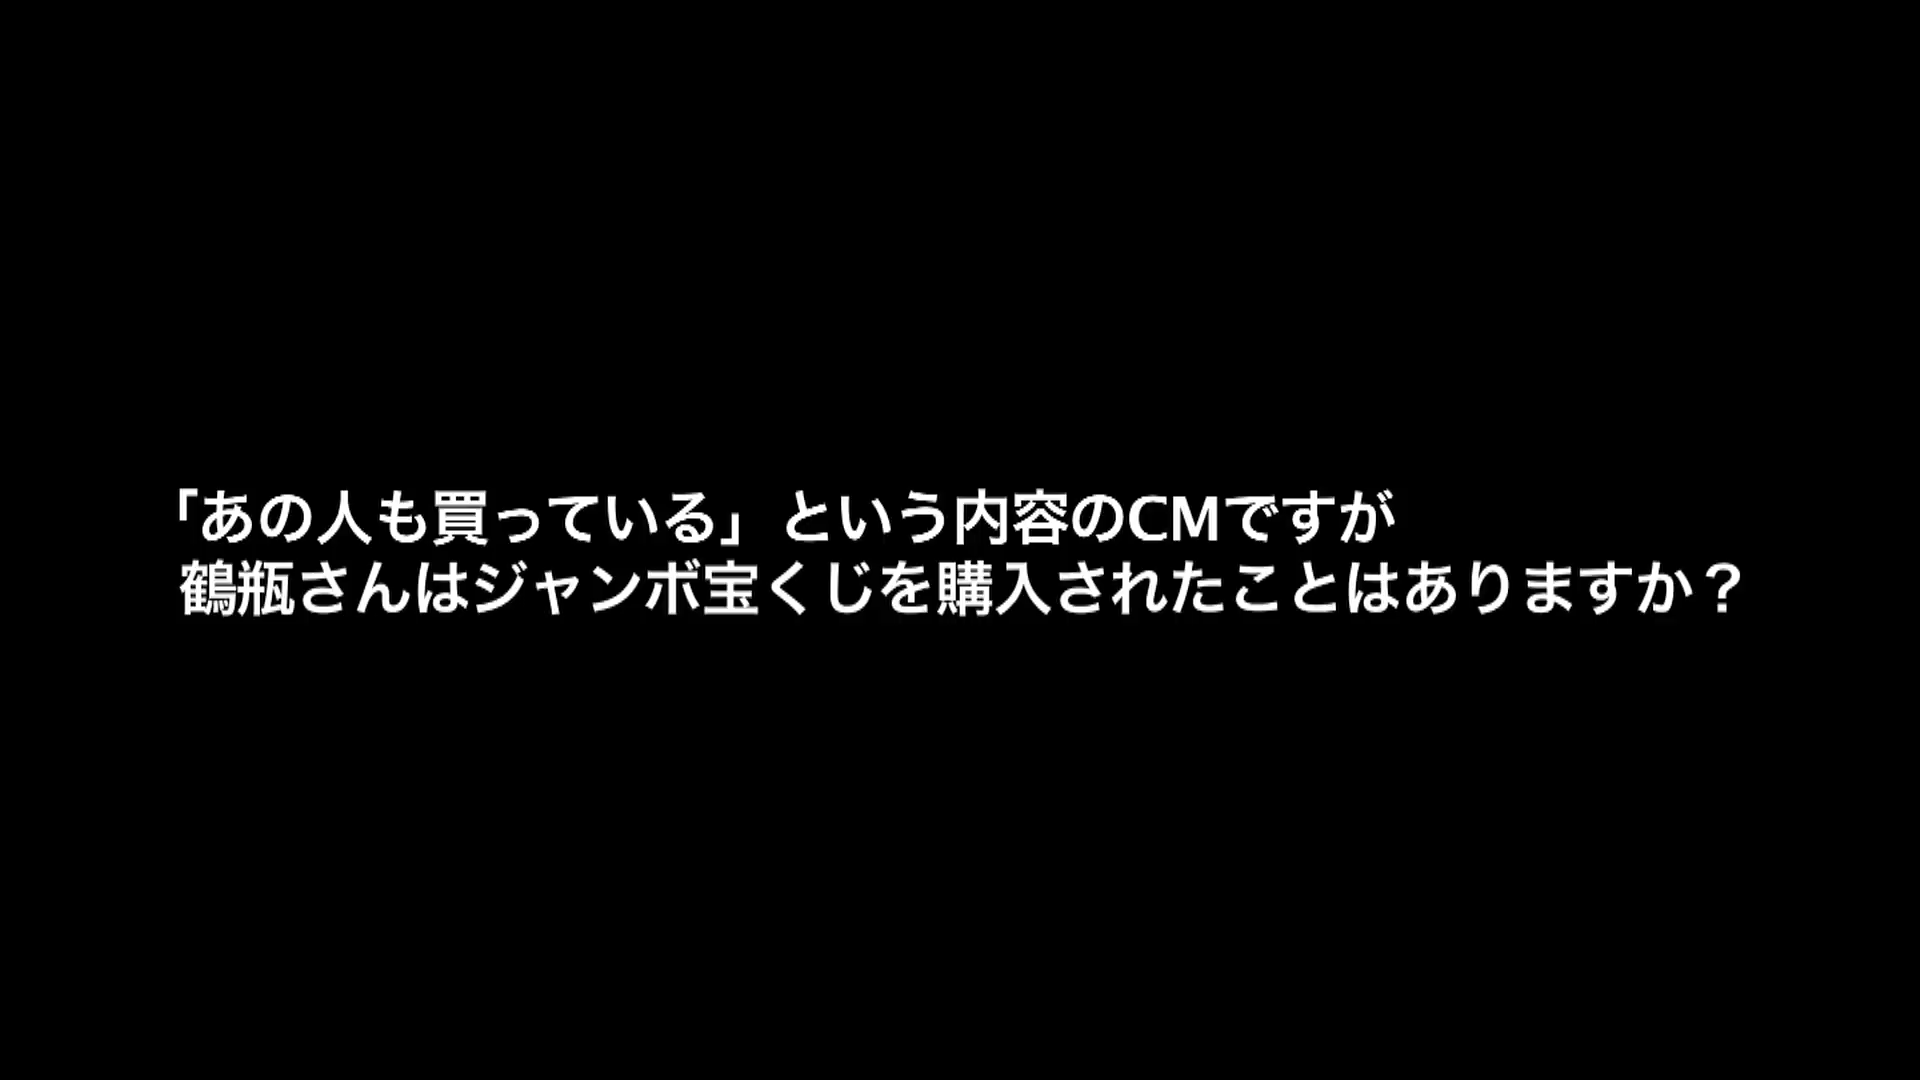 「あの人も買っている」という内容のCMですが
鶴瓶さんはジャンボ宝くじを購入されたことはありますか？